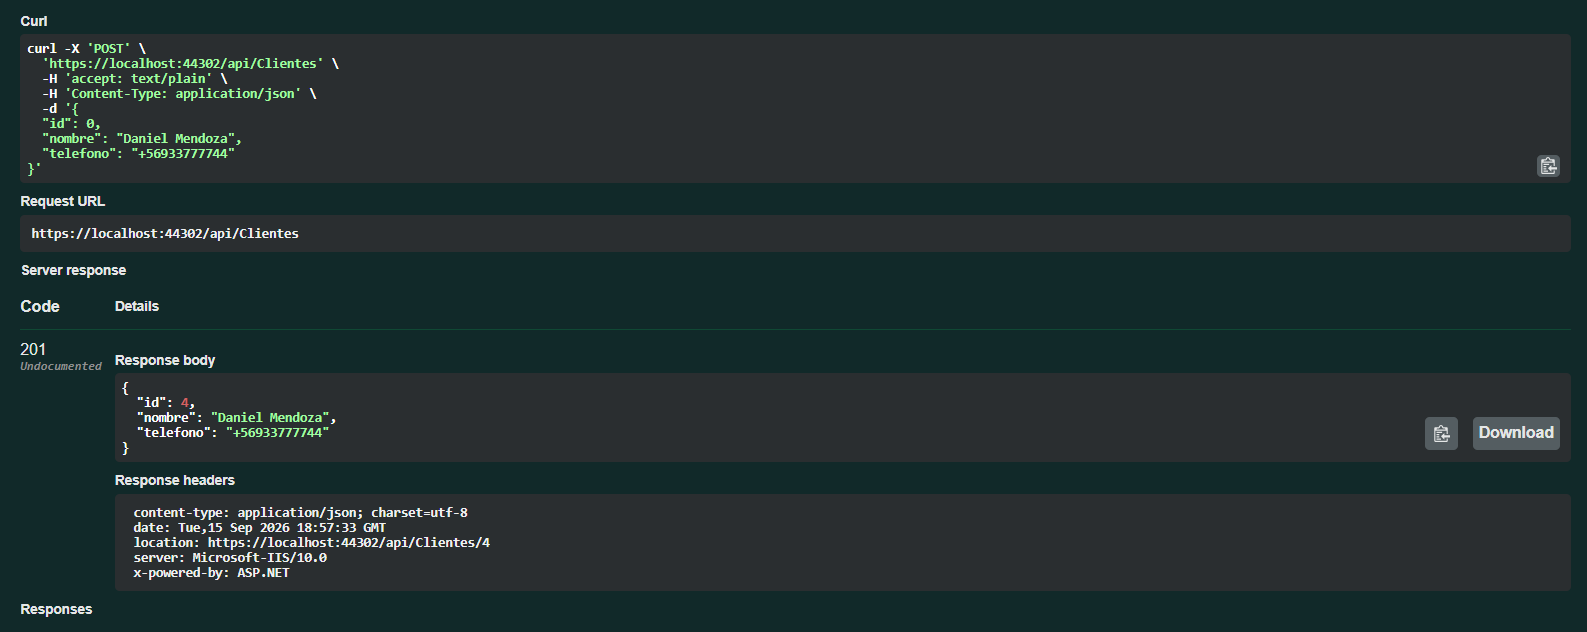 Curl
curl -X 'POST' \
'https://localhost:44302/api/Clientes' \
-H 'accept: text/plain' \
-H 'Content-Type: application/json' \
-d '{
"id": 0,
"nombre": "Daniel Mendoza",
"telefono": "+56933777744"
}'
Request URL
https://localhost:44302/api/Clientes
Server response
Code Details
201
Undocumented
Response body
{
"id": 4,
"nombre": "Daniel Mendoza",
"telefono": "+56933777744"
}
Download
Response headers
content-type: application/json; charset=utf-8
date: Tue,15 Sep 2026 18:57:33 GMT
location: https://localhost:44302/api/Clientes/4
server: Microsoft-IIS/10.0
x-powered-by: ASP.NET
Responses